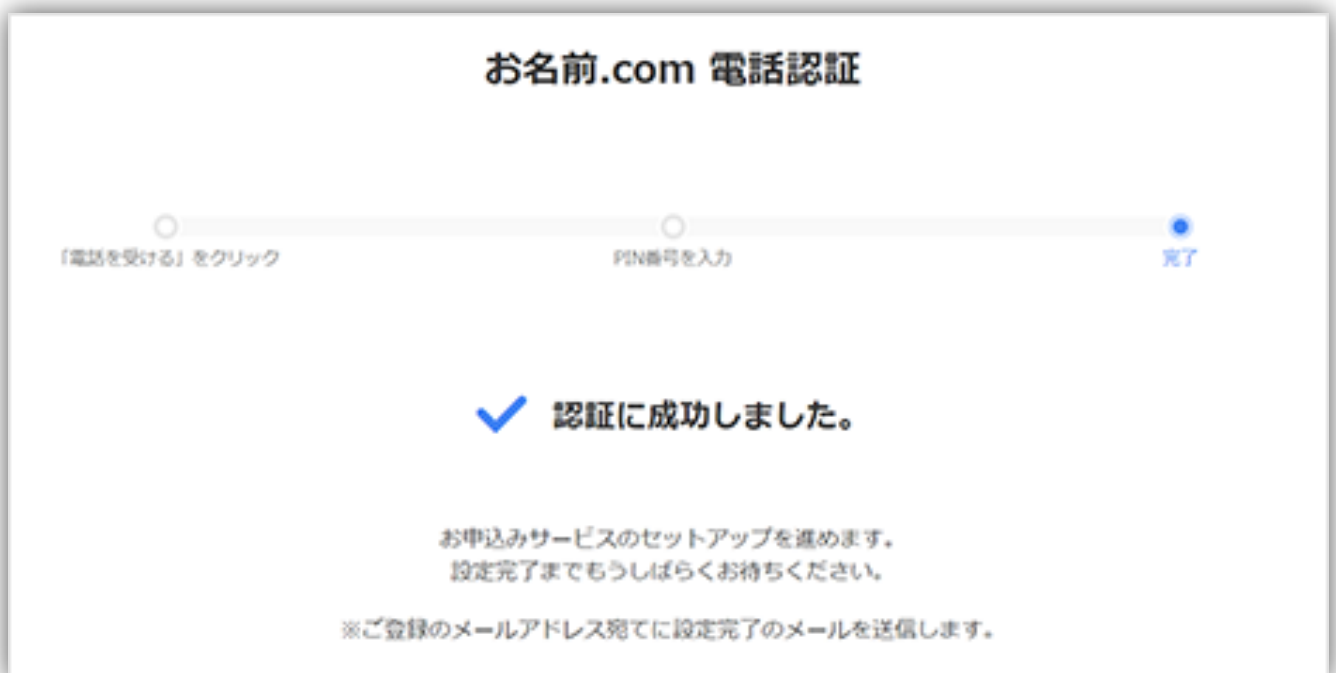 お名前.com 電話認証
「電話を受ける」をクリック
PIN番号を入力
完了
認証に成功しました。
お申込みサービスのセットアップを進めます。
設定完了までもうしばらくお待ちください。
※ご登録のメールアドレス宛てに設定完了のメールを送信します。